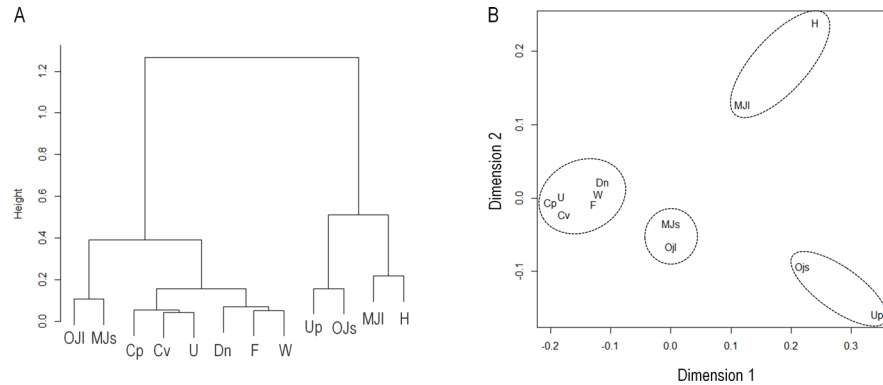 A
B
Height
1.2
1.0
0.8
0.6
0.4
0.2
0.0
OJl MJs Cp Cv U Dn F W Up OJs MJl H
Dimension 2
0.2
0.1
0.0
-0.1
H
MJl
Dn
W
U
Cp
F
Cv
MJs
Ojl
Ojs
Up
-0.2 -0.1 0.0 0.1 0.2 0.3
Dimension 1